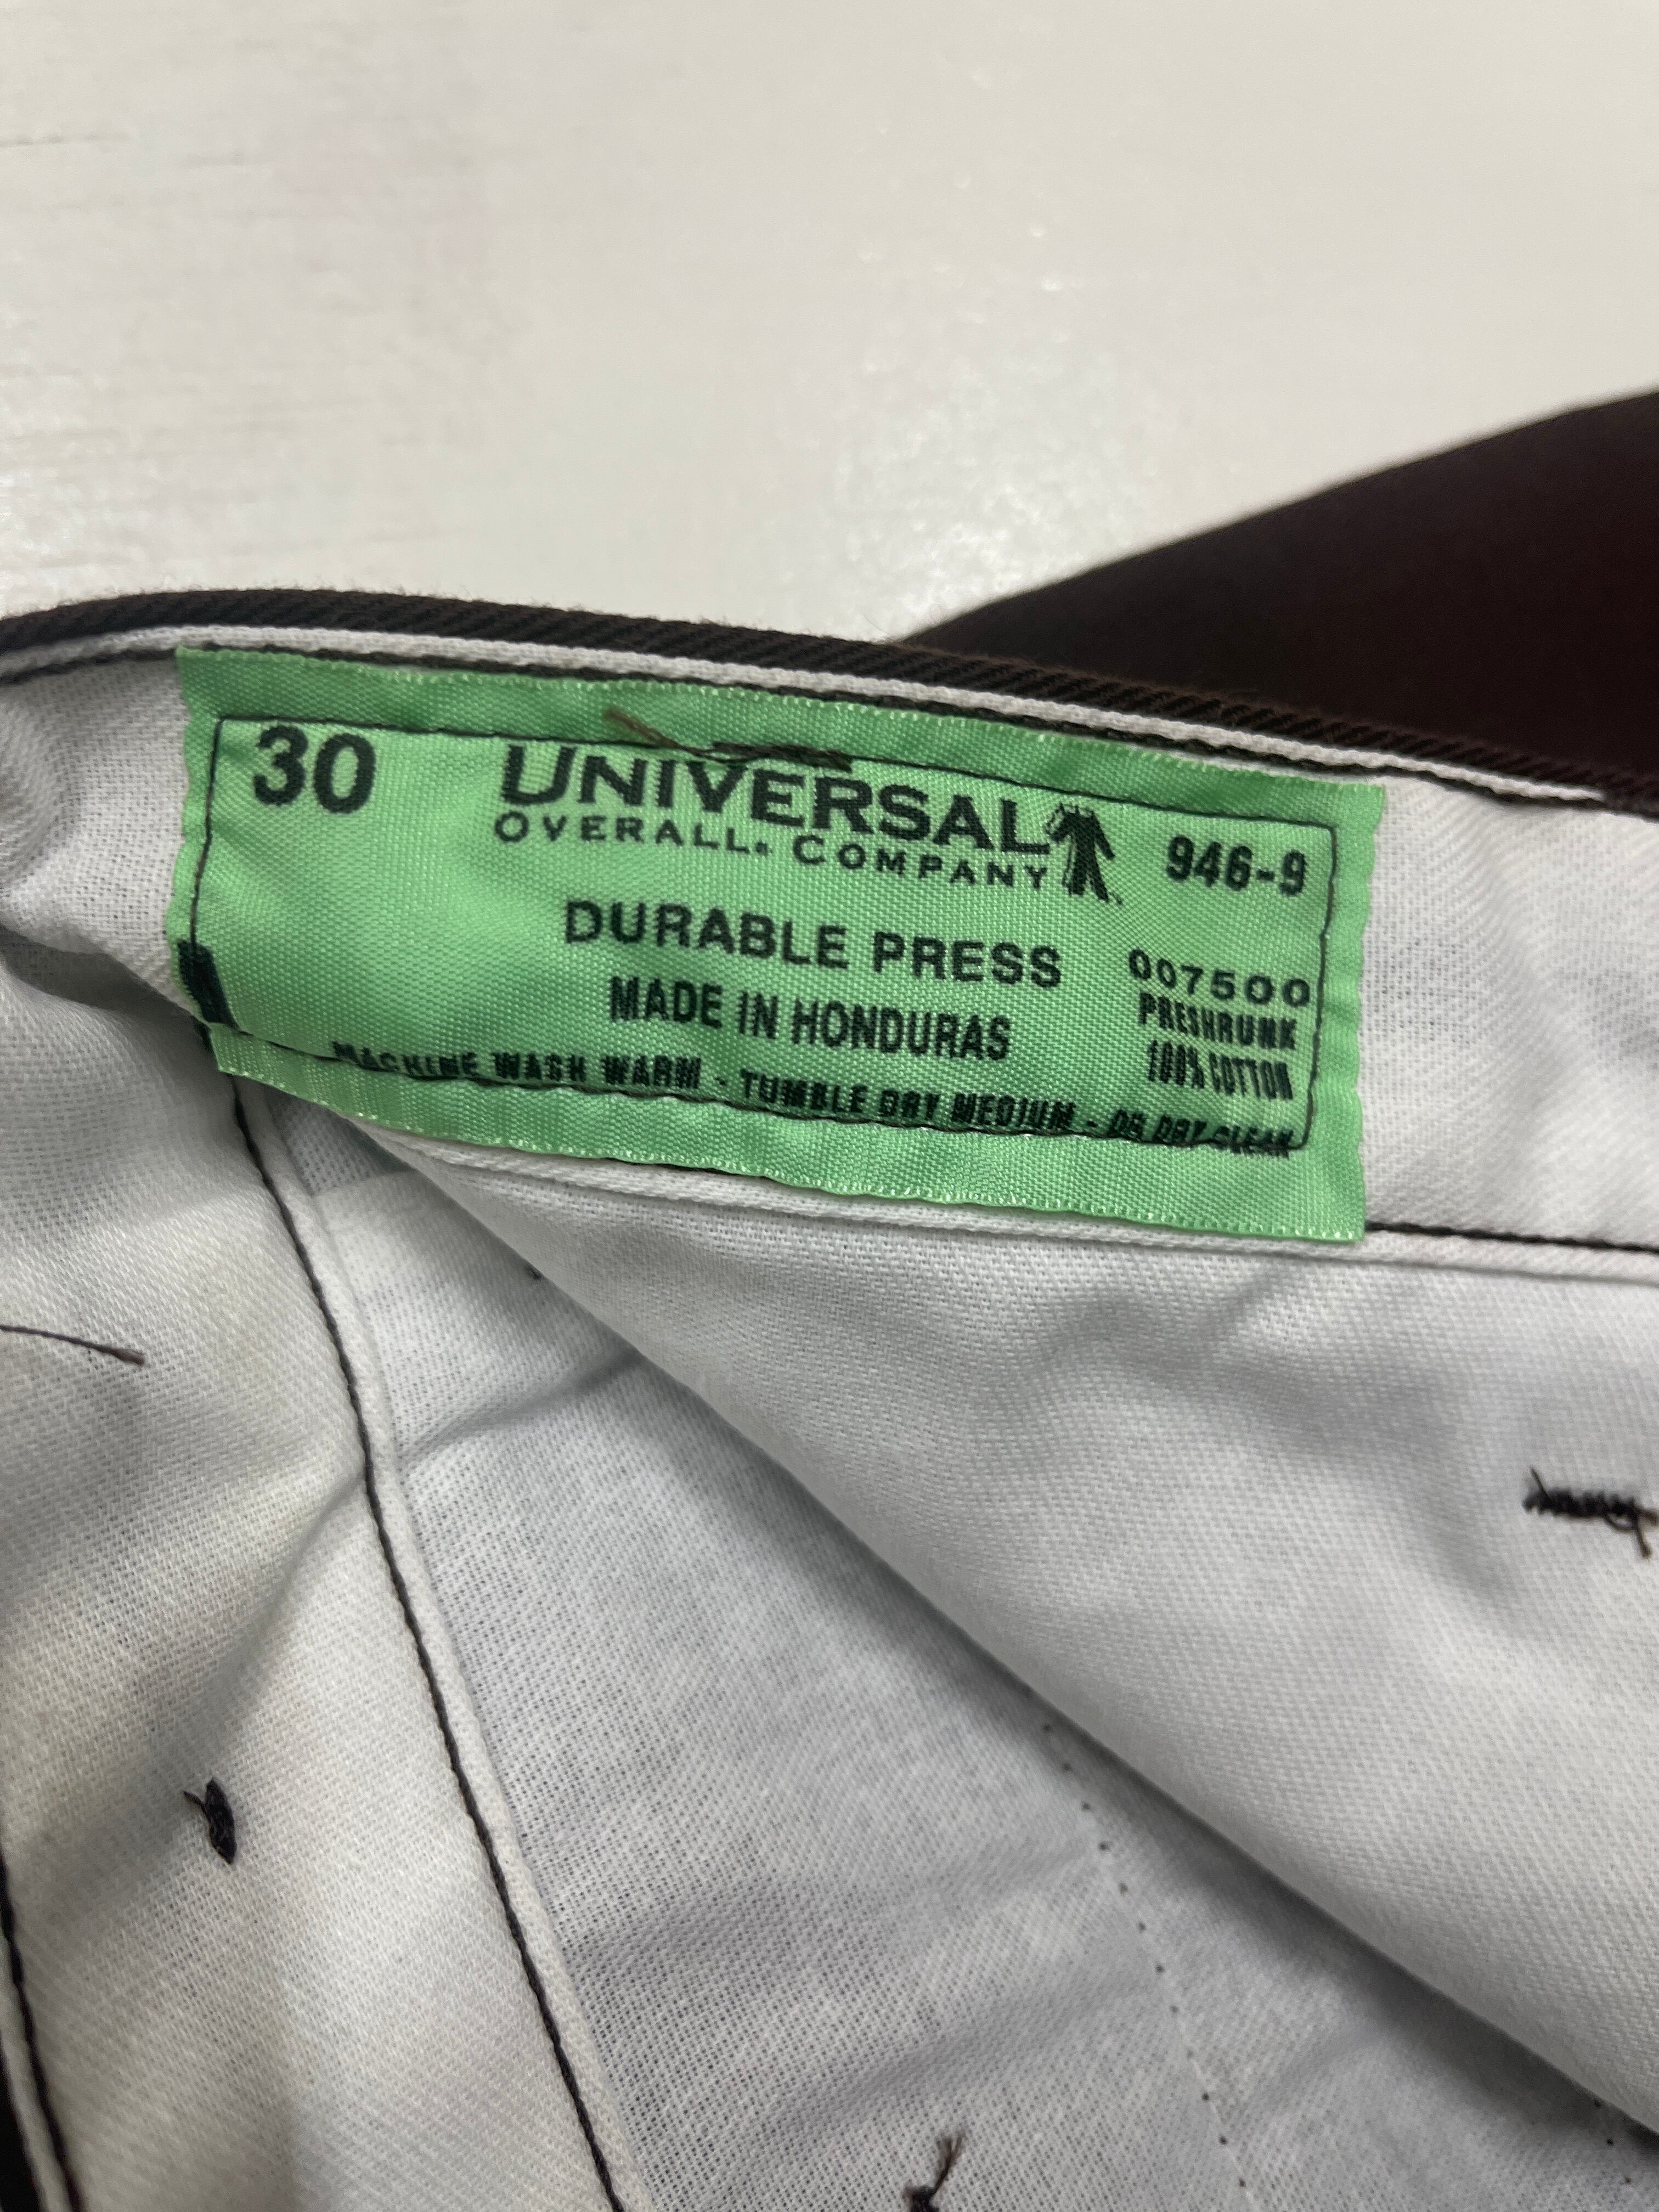 30
UNIVERSAL
OVERALL. COMPANY
946-9
DURABLE PRESS
007500
MADE IN HONDURAS
PRESHRUNK
100% COTTON
MACHINE WASH WARM - TUMBLE DRY MEDIUM - OR DRY CLEAN